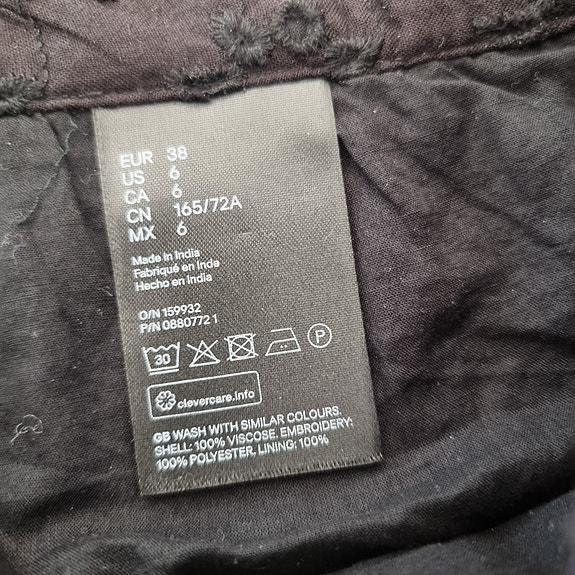 EUR 38
US 6
CA 6
CN 165/72A
MX 6
Made in India
Fabriqué en Inde
Hecho en India
O/N 159932
P/N 0880772 1
30 P
clevercare.info
GB WASH WITH SIMILAR COLOURS.
SHELL: 100% VISCOSE. EMBROIDERY:
100% POLYESTER. LINING: 100%